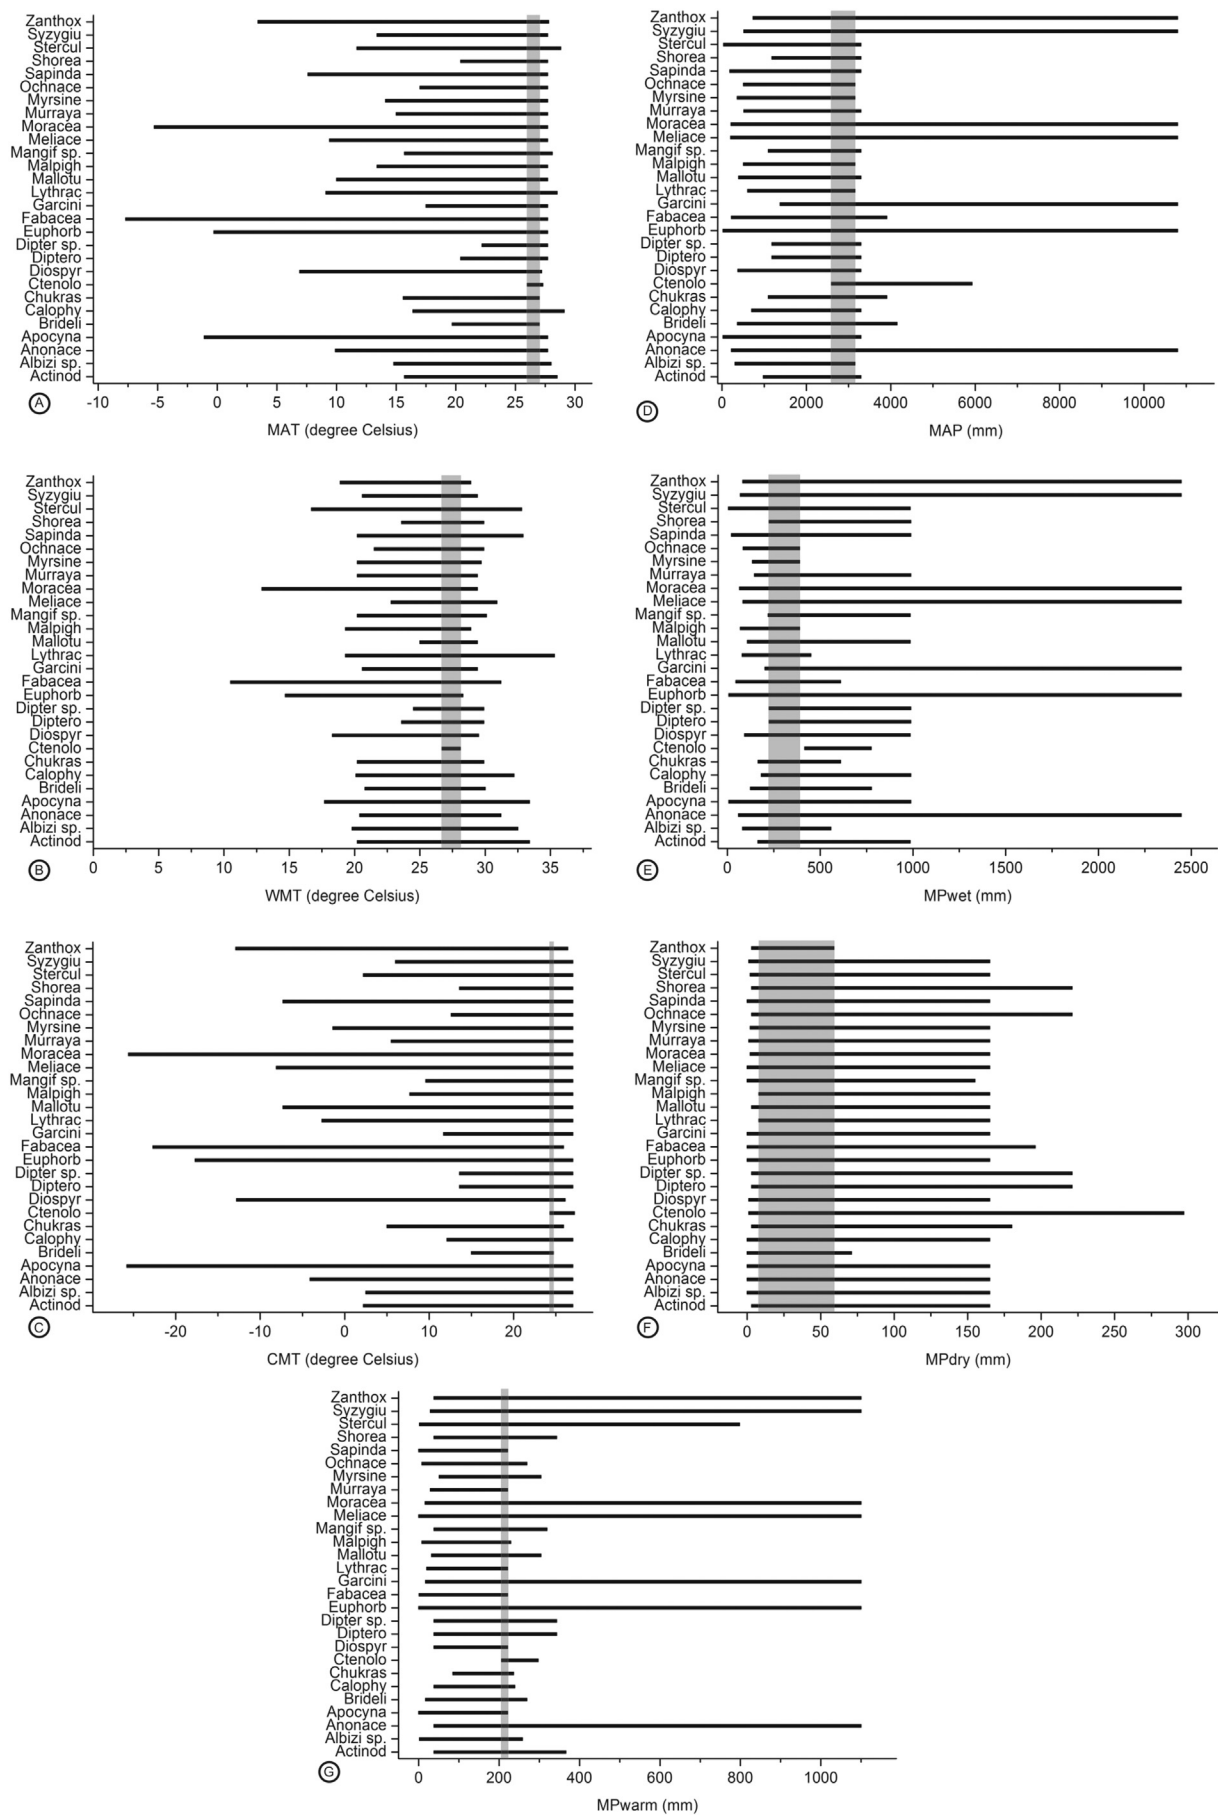 Zanthox
Syzygiu
Stercul
Shorea
Sapinda
Ochnace
Myrsine
Murraya
Moracea
Meliace
Mangif sp.
Malpigh
Mallotu
Lythrac
Garcini
Fabacea
Euphorb
Dipter sp.
Diptero
Diospyr
Ctenolo
Chukras
Calophy
Brideli
Apocyna
Anonace
Albizi sp.
Actinod
-10 -5 0 5 10 15 20 25 30
A
MAT (degree Celsius)
Zanthox
Syzygiu
Stercul
Shorea
Sapinda
Ochnace
Myrsine
Murraya
Moracea
Meliace
Mangif sp.
Malpigh
Mallotu
Lythrac
Garcini
Fabacea
Euphorb
Dipter sp.
Diptero
Diospyr
Ctenolo
Chukras
Calophy
Brideli
Apocyna
Anonace
Albizi sp.
Actinod
0 2000 4000 6000 8000 10000
D
MAP (mm)
Zanthox
Syzygiu
Stercul
Shorea
Sapinda
Ochnace
Myrsine
Murraya
Moracea
Meliace
Mangif sp.
Malpigh
Mallotu
Lythrac
Garcini
Fabacea
Euphorb
Dipter sp.
Diptero
Diospyr
Ctenolo
Chukras
Calophy
Brideli
Apocyna
Anonace
Albizi sp.
Actinod
0 5 10 15 20 25 30 35
B
WMT (degree Celsius)
Zanthox
Syzygiu
Stercul
Shorea
Sapinda
Ochnace
Myrsine
Murraya
Moracea
Meliace
Mangif sp.
Malpigh
Mallotu
Lythrac
Garcini
Fabacea
Euphorb
Dipter sp.
Diptero
Diospyr
Ctenolo
Chukras
Calophy
Brideli
Apocyna
Anonace
Albizi sp.
Actinod
0 500 1000 1500 2000 2500
E
MPwet (mm)
Zanthox
Syzygiu
Stercul
Shorea
Sapinda
Ochnace
Myrsine
Murraya
Moracea
Meliace
Mangif sp.
Malpigh
Mallotu
Lythrac
Garcini
Fabacea
Euphorb
Dipter sp.
Diptero
Diospyr
Ctenolo
Chukras
Calophy
Brideli
Apocyna
Anonace
Albizi sp.
Actinod
-20 -10 0 10 20
C
CMT (degree Celsius)
Zanthox
Syzygiu
Stercul
Shorea
Sapinda
Ochnace
Myrsine
Murraya
Moracea
Meliace
Mangif sp.
Malpigh
Mallotu
Lythrac
Garcini
Fabacea
Euphorb
Dipter sp.
Diptero
Diospyr
Ctenolo
Chukras
Calophy
Brideli
Apocyna
Anonace
Albizi sp.
Actinod
0 50 100 150 200 250 300
F
MPdry (mm)
Zanthox
Syzygiu
Stercul
Shorea
Sapinda
Ochnace
Myrsine
Murraya
Moracea
Meliace
Mangif sp.
Malpigh
Mallotu
Lythrac
Garcini
Fabacea
Euphorb
Dipter sp.
Diptero
Diospyr
Ctenolo
Chukras
Calophy
Brideli
Apocyna
Anonace
Albizi sp.
Actinod
0 200 400 600 800 1000
G
MPwarm (mm)